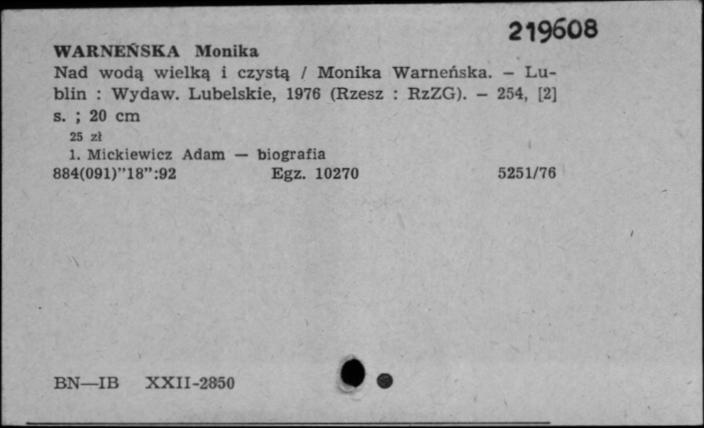 219608
WARNEŃSKA Monika
Nad wodą wielką i czystą / Monika Warneńska. — Lu-
blin : Wydaw. Lubelskie, 1976 (Rzesz : RzZG). — 254, [2]
s. ; 20 cm
25 zł
1. Mickiewicz Adam — biografia
884(091)”18”:92 Egz. 10270 5251/76
BN—IB XXII-2850